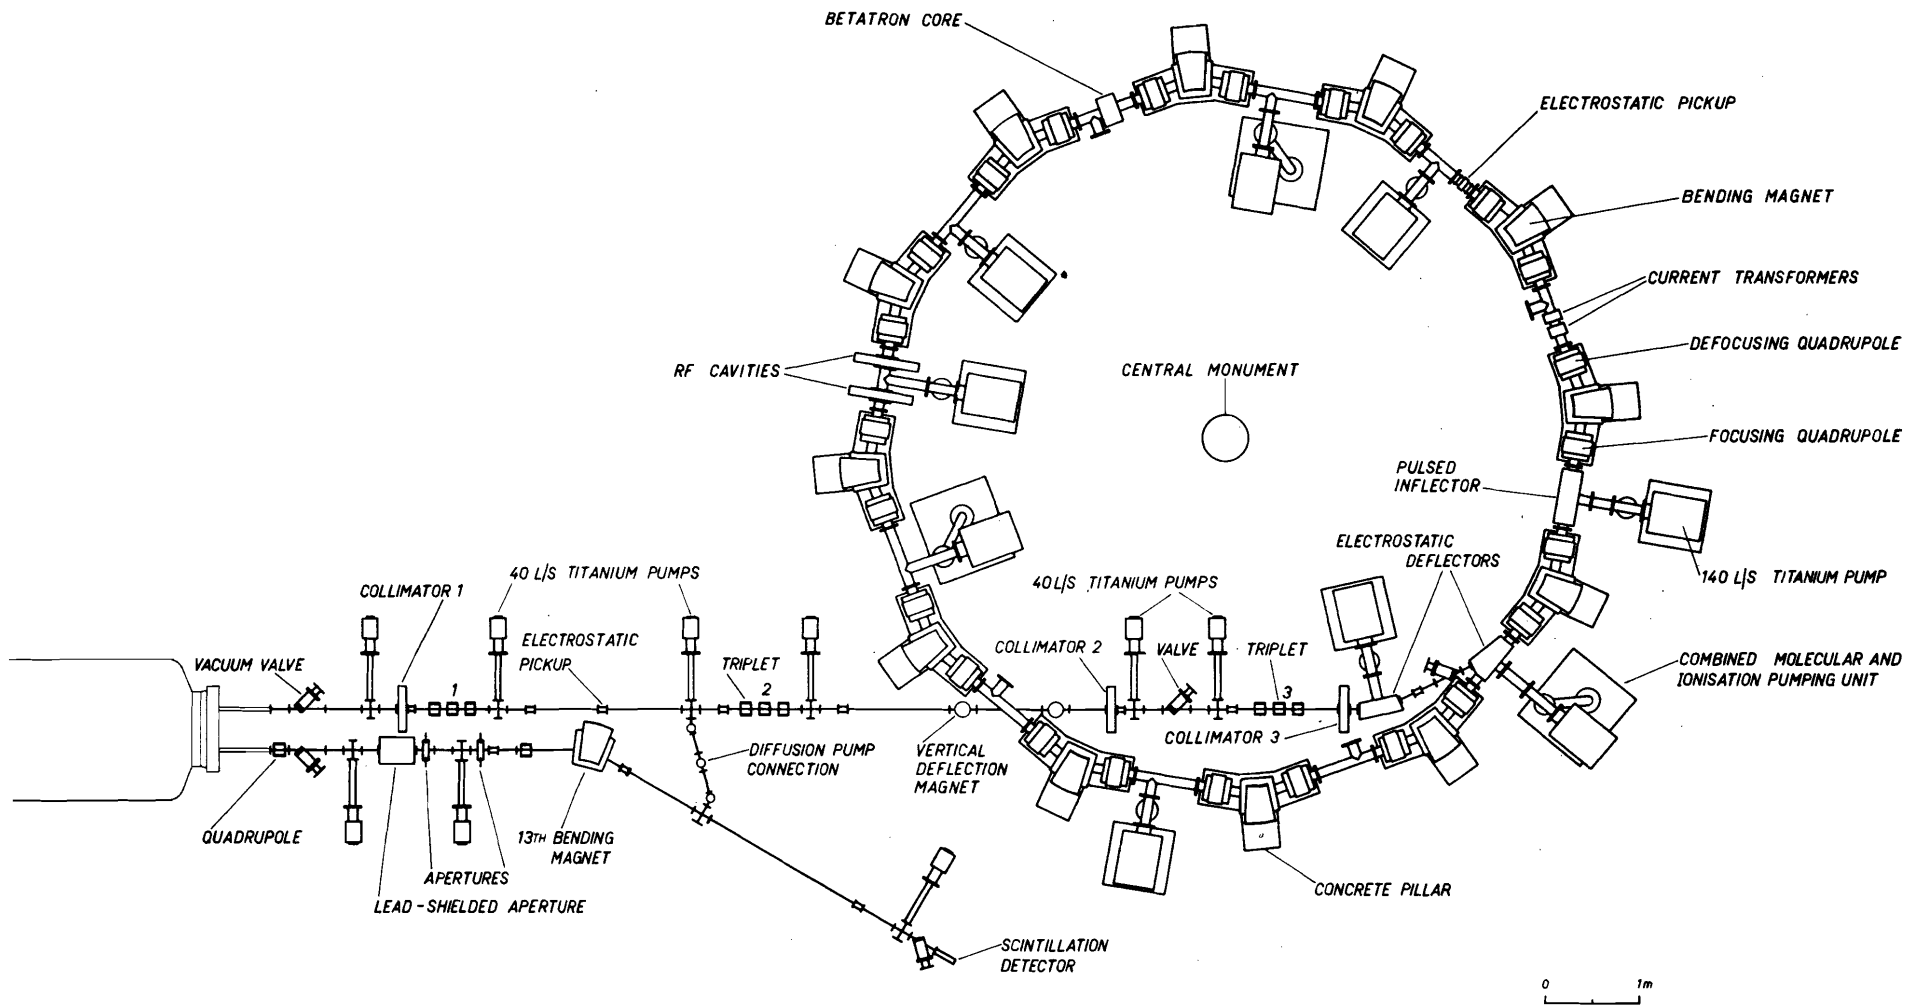 BETATRON CORE
ELECTROSTATIC PICKUP
BENDING MAGNET
CURRENT TRANSFORMERS
DEFOCUSING QUADRUPOLE
RF CAVITIES
CENTRAL MONUMENT
FOCUSING QUADRUPOLE
PULSED
INFLECTOR
ELECTROSTATIC
DEFLECTORS
140 L/S TITANIUM PUMP
40 L/S TITANIUM PUMPS
COLLIMATOR 1
40 L/S TITANIUM PUMPS
ELECTROSTATIC
PICKUP
COLLIMATOR 2
VALVE
TRIPLET
3
VACUUM VALVE
1
TRIPLET
2
COMBINED MOLECULAR AND
IONISATION PUMPING UNIT
COLLIMATOR 3
DIFFUSION PUMP
CONNECTION
VERTICAL
DEFLECTION
MAGNET
QUADRUPOLE
13TH BENDING
MAGNET
APERTURES
LEAD-SHIELDED APERTURE
CONCRETE PILLAR
SCINTILLATION
DETECTOR
0 1m